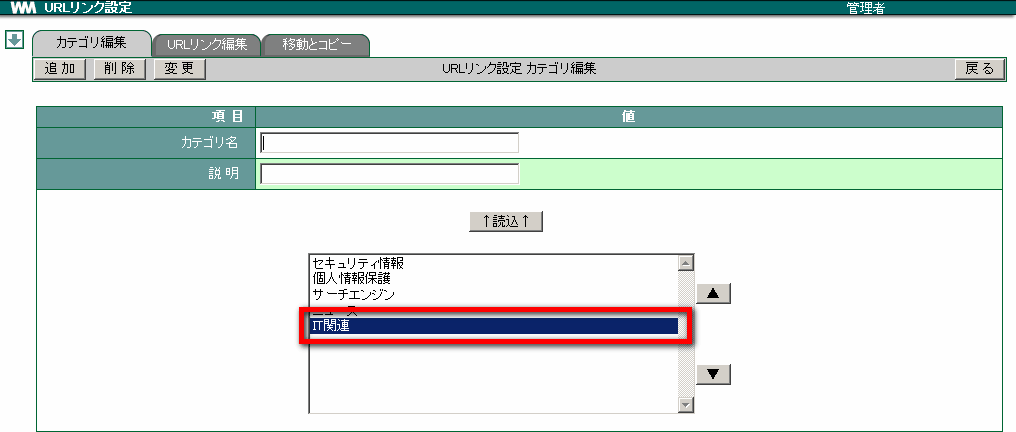 WM URLリンク設定 管理者
カテゴリ編集 URLリンク編集 移動とコピー
追加 削除 変更 URLリンク設定 カテゴリ編集 戻る
項目 値
カテゴリ名
説明
↑読込↑
セキュリティ情報
個人情報保護
サーチエンジン
▲
ニュース
IT関連
▼